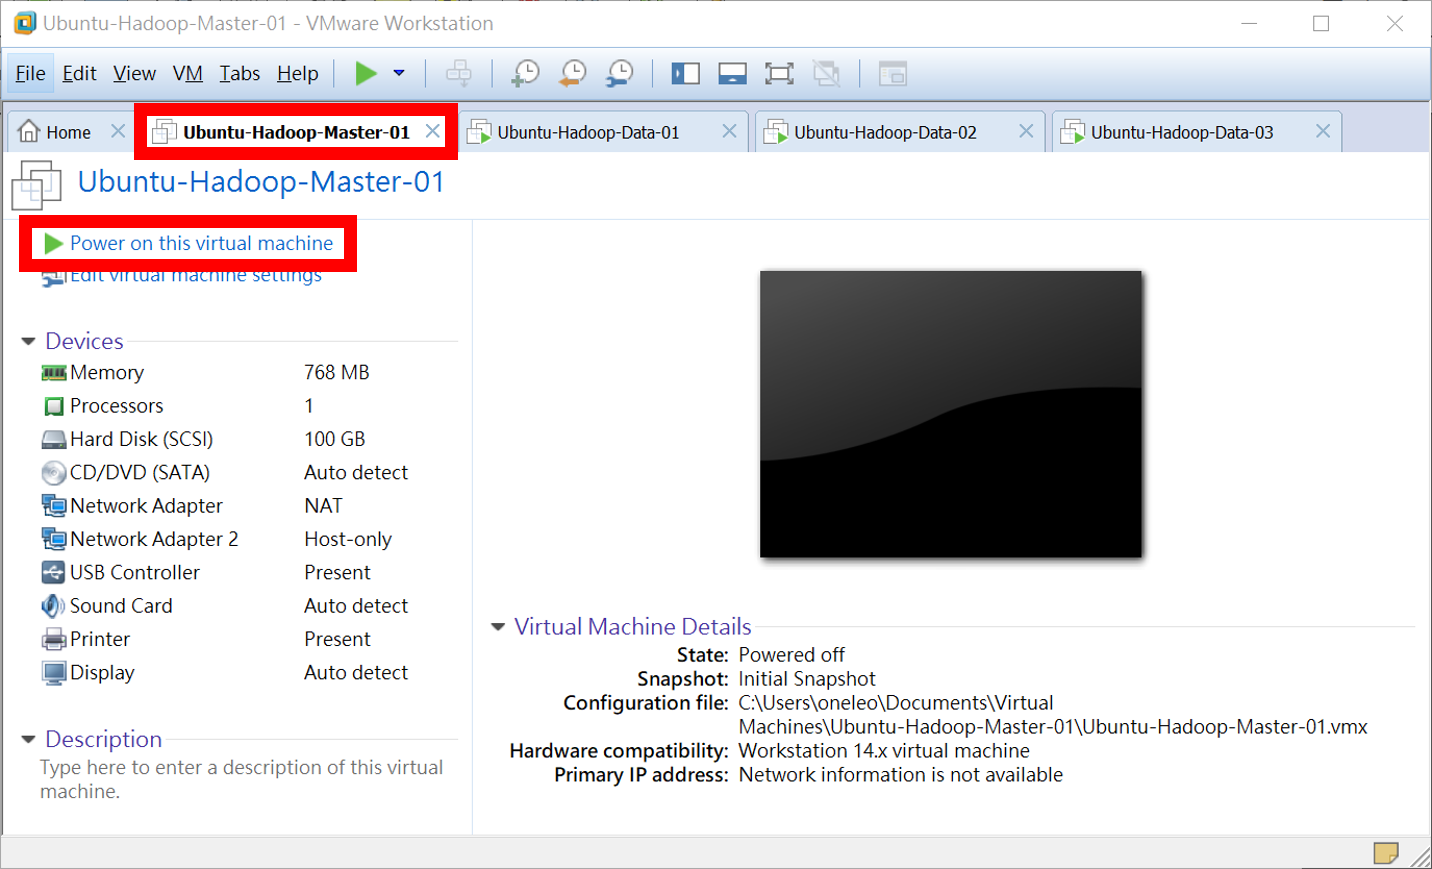 Ubuntu-Hadoop-Master-01 - VMware Workstation
File Edit View VM Tabs Help
Home Ubuntu-Hadoop-Master-01 Ubuntu-Hadoop-Data-01 Ubuntu-Hadoop-Data-02 Ubuntu-Hadoop-Data-03
Ubuntu-Hadoop-Master-01
Power on this virtual machine
Edit virtual machine settings
Devices
Memory 768 MB
Processors 1
Hard Disk (SCSI) 100 GB
CD/DVD (SATA) Auto detect
Network Adapter NAT
Network Adapter 2 Host-only
USB Controller Present
Sound Card Auto detect
Printer Present
Display Auto detect
Description
Type here to enter a description of this virtual
machine.
Virtual Machine Details
State: Powered off
Snapshot: Initial Snapshot
Configuration file: C:\Users\oneleo\Documents\Virtual
Machines\Ubuntu-Hadoop-Master-01\Ubuntu-Hadoop-Master-01.vmx
Hardware compatibility: Workstation 14.x virtual machine
Primary IP address: Network information is not available